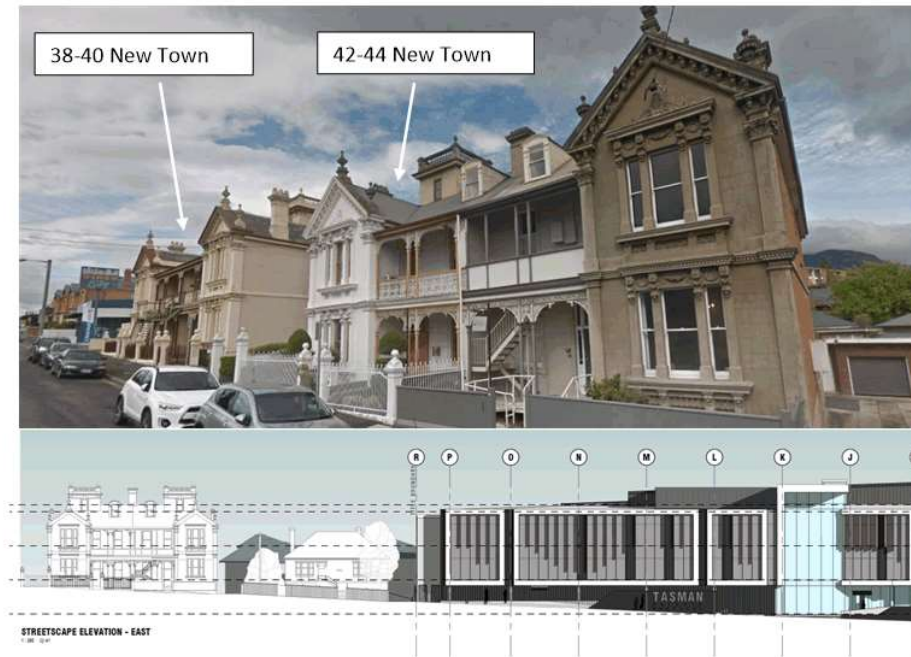 38-40 New Town
42-44 New Town
R P O N M L K J
TASMAN
STREETSCAPE ELEVATION - EAST